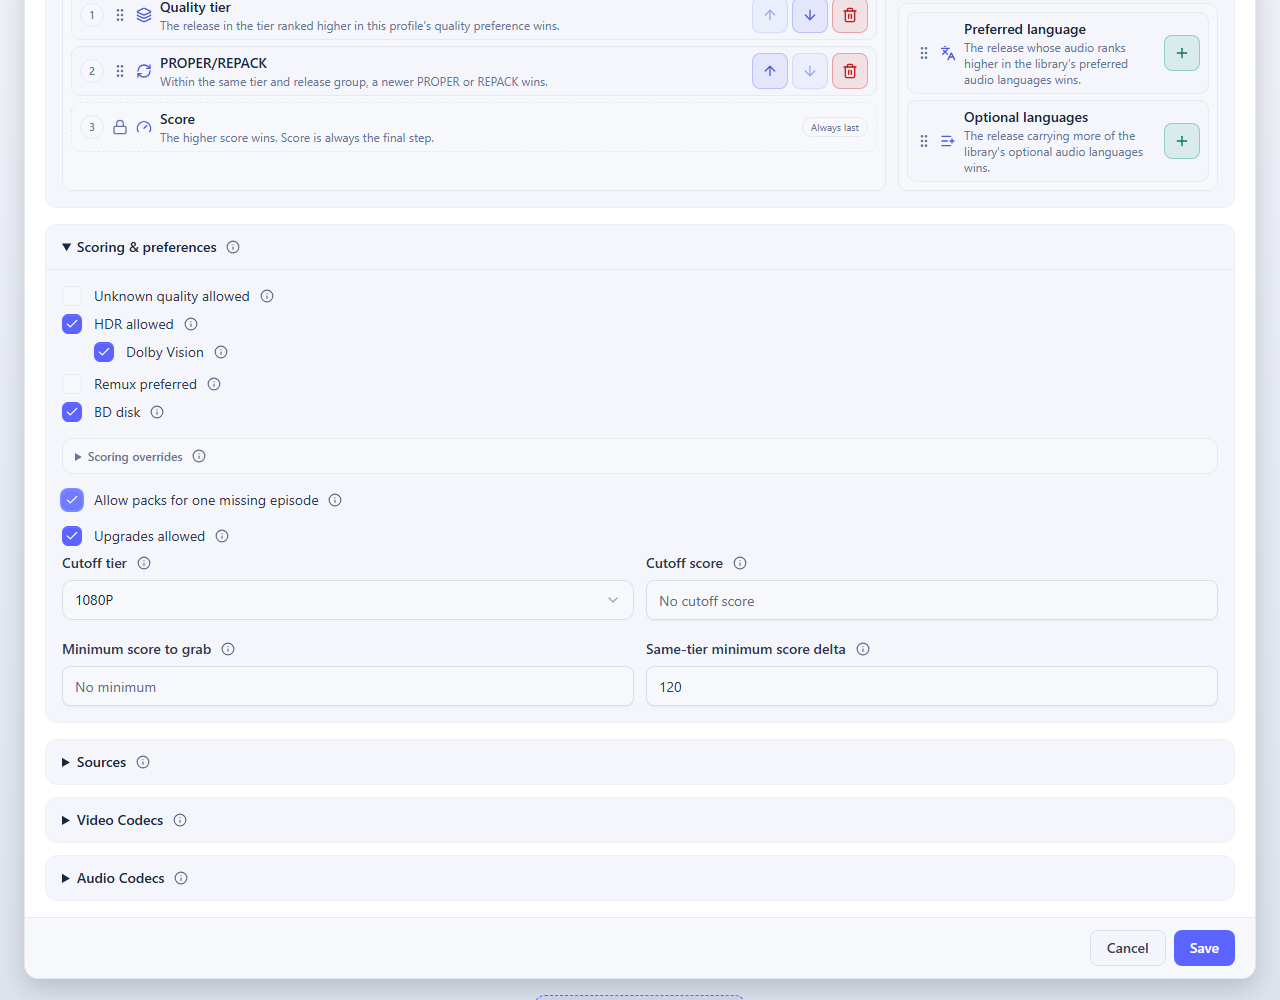 1
Quality tier
The release in the tier ranked higher in this profile's quality preference wins.
2
PROPER/REPACK
Within the same tier and release group, a newer PROPER or REPACK wins.
3
Score
The higher score wins. Score is always the final step.
Always last
Preferred language
The release whose audio ranks
higher in the library's preferred
audio languages wins.
Optional languages
The release carrying more of the
library's optional audio languages
wins.
Scoring & preferences
Unknown quality allowed
HDR allowed
Dolby Vision
Remux preferred
BD disk
Scoring overrides
Allow packs for one missing episode
Upgrades allowed
Cutoff tier
1080P
Cutoff score
No cutoff score
Minimum score to grab
No minimum
Same-tier minimum score delta
120
Sources
Video Codecs
Audio Codecs
Cancel
Save